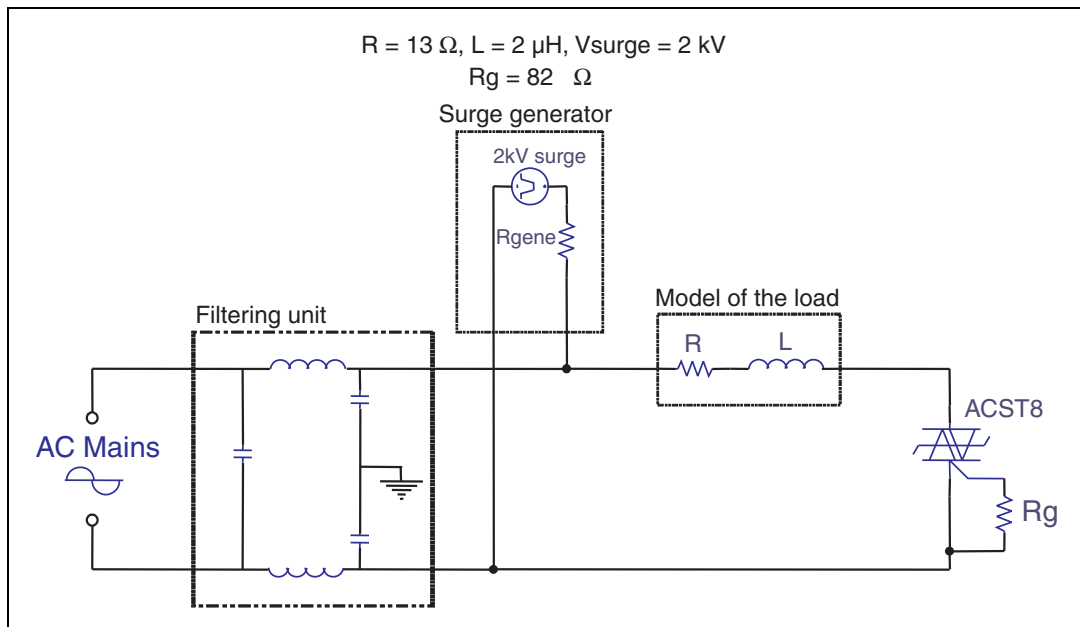 R = 13 Ω, L = 2 µH, Vsurge = 2 kV
Rg = 82 Ω
Surge generator
2kV surge
Rgene
Filtering unit
Model of the load
R
L
ACST8
AC Mains
Rg